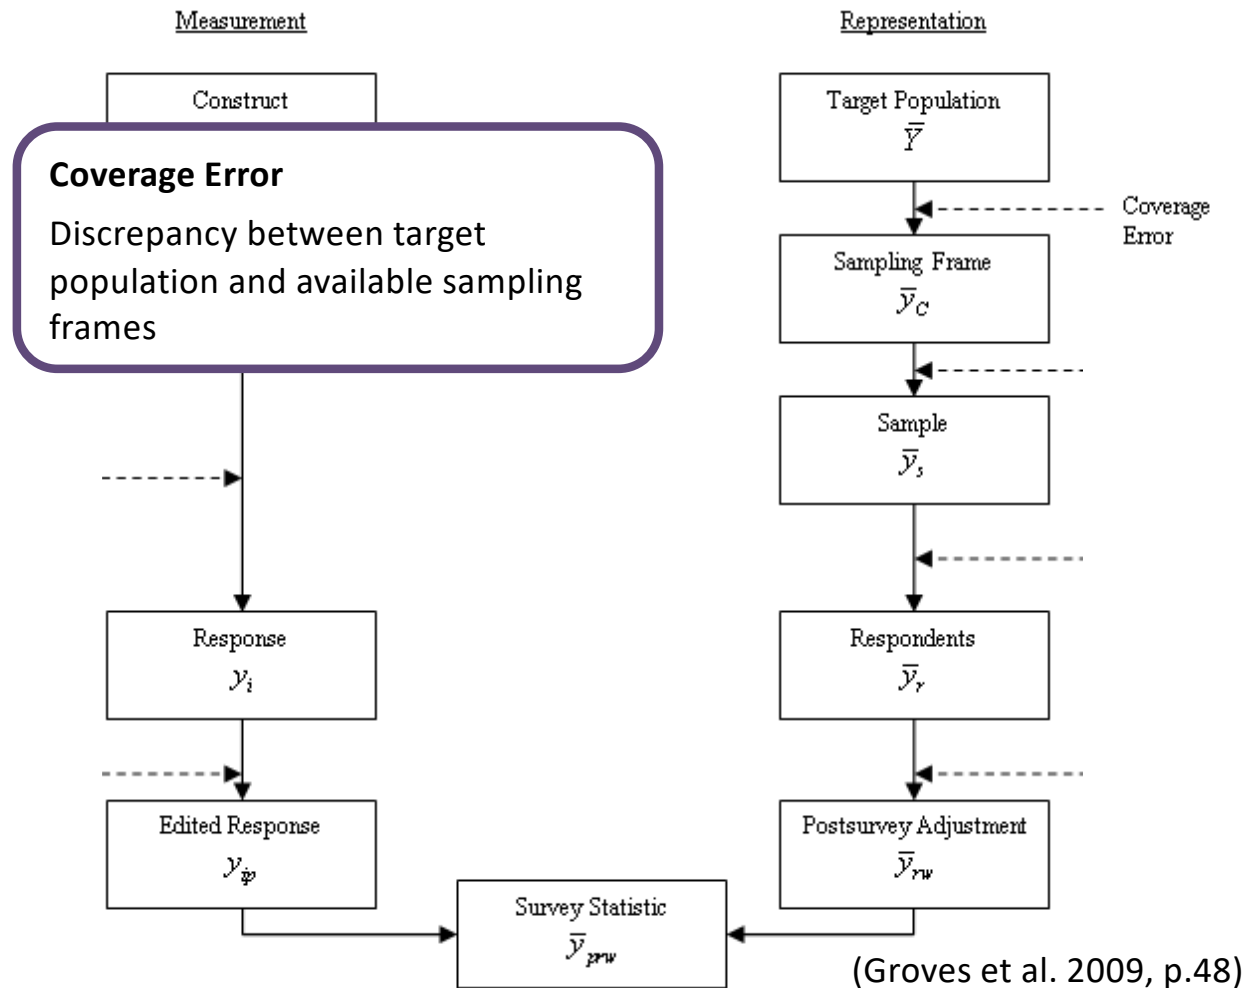 Measurement
Representation
Construct
Target Population
Ȳ
Coverage Error
Discrepancy between target
population and available sampling
frames
Coverage
Error
Sampling Frame
ȳ_C
Sample
ȳ_s
Response
y_i
Respondents
ȳ_r
Edited Response
y_ip
Postsurvey Adjustment
ȳ_rw
Survey Statistic
ȳ_prw
(Groves et al. 2009, p.48)